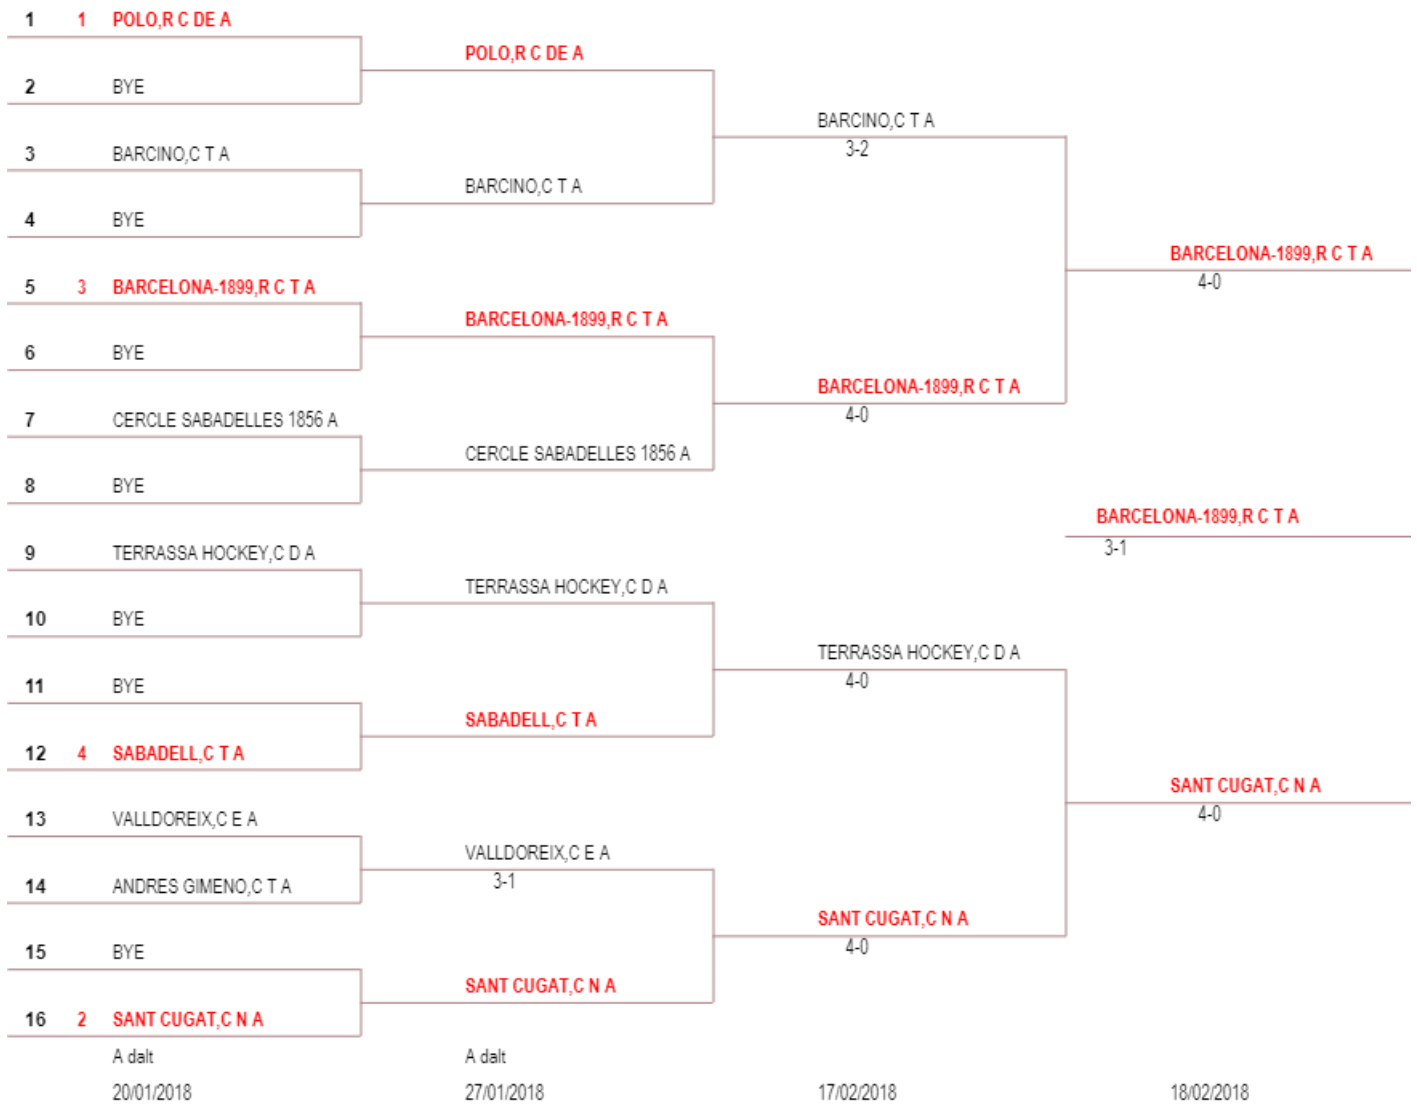 1 1 POLO,R C DE A
POLO,R C DE A
2 BYE
BARCINO,C T A
3-2
3 BARCINO,C T A
BARCINO,C T A
4 BYE
BARCELONA-1899,R C T A
4-0
5 3 BARCELONA-1899,R C T A
BARCELONA-1899,R C T A
6 BYE
BARCELONA-1899,R C T A
4-0
7 CERCLE SABADELLES 1856 A
CERCLE SABADELLES 1856 A
8 BYE
BARCELONA-1899,R C T A
3-1
9 TERRASSA HOCKEY,C D A
TERRASSA HOCKEY,C D A
10 BYE
TERRASSA HOCKEY,C D A
4-0
11 BYE
SABADELL,C T A
12 4 SABADELL,C T A
SANT CUGAT,C N A
4-0
13 VALLDOREIX,C E A
VALLDOREIX,C E A
3-1
14 ANDRES GIMENO,C T A
SANT CUGAT,C N A
4-0
15 BYE
SANT CUGAT,C N A
16 2 SANT CUGAT,C N A
A dalt A dalt
20/01/2018 27/01/2018 17/02/2018 18/02/2018